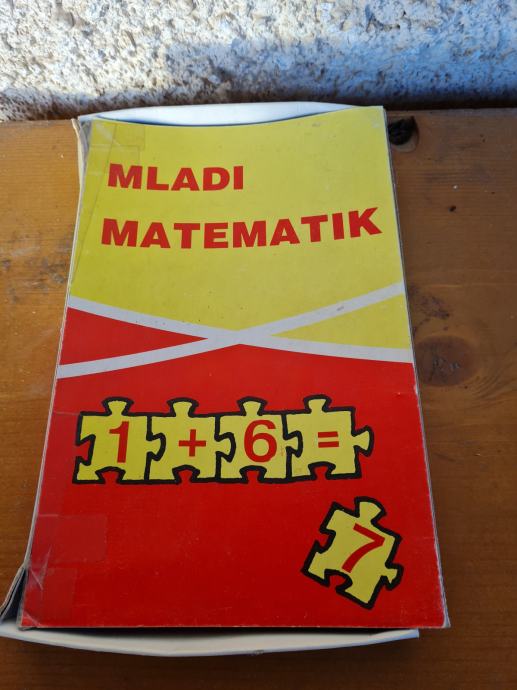 MLADI
MATEMATIK
1 + 6 =
7